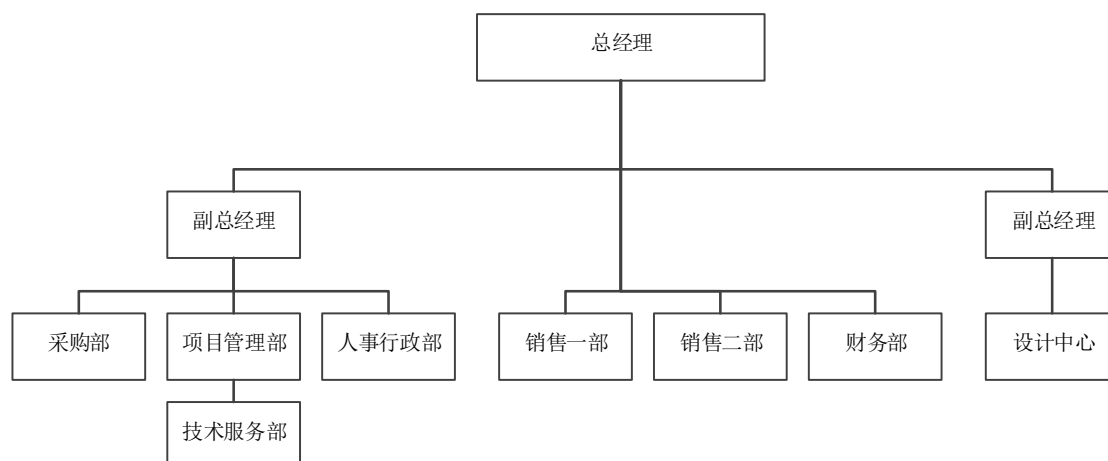 总经理
副总经理
副总经理
采购部
项目管理部
人事行政部
销售一部
销售二部
财务部
设计中心
技术服务部